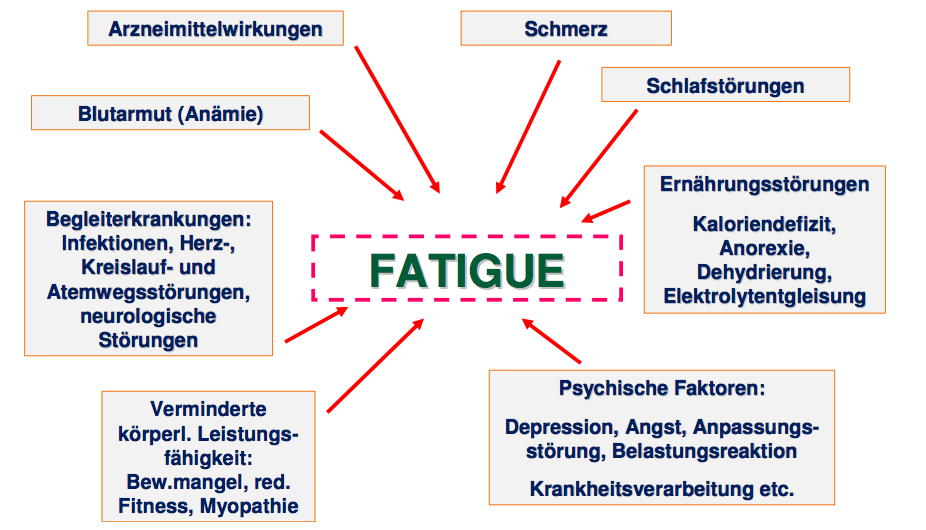 Arzneimittelwirkungen
Schmerz
Schlafstörungen
Blutarmut (Anämie)
Ernährungsstörungen
Kaloriendefizit,
Anorexie,
Dehydrierung,
Elektrolytentgleisung
Begleiterkrankungen:
Infektionen, Herz-,
Kreislauf- und
Atemwegsstörungen,
neurologische
Störungen
FATIGUE
Verminderte
körperl. Leistungs-
fähigkeit:
Bew.mangel, red.
Fitness, Myopathie
Psychische Faktoren:
Depression, Angst, Anpassungs-
störung, Belastungsreaktion
Krankheitsverarbeitung etc.